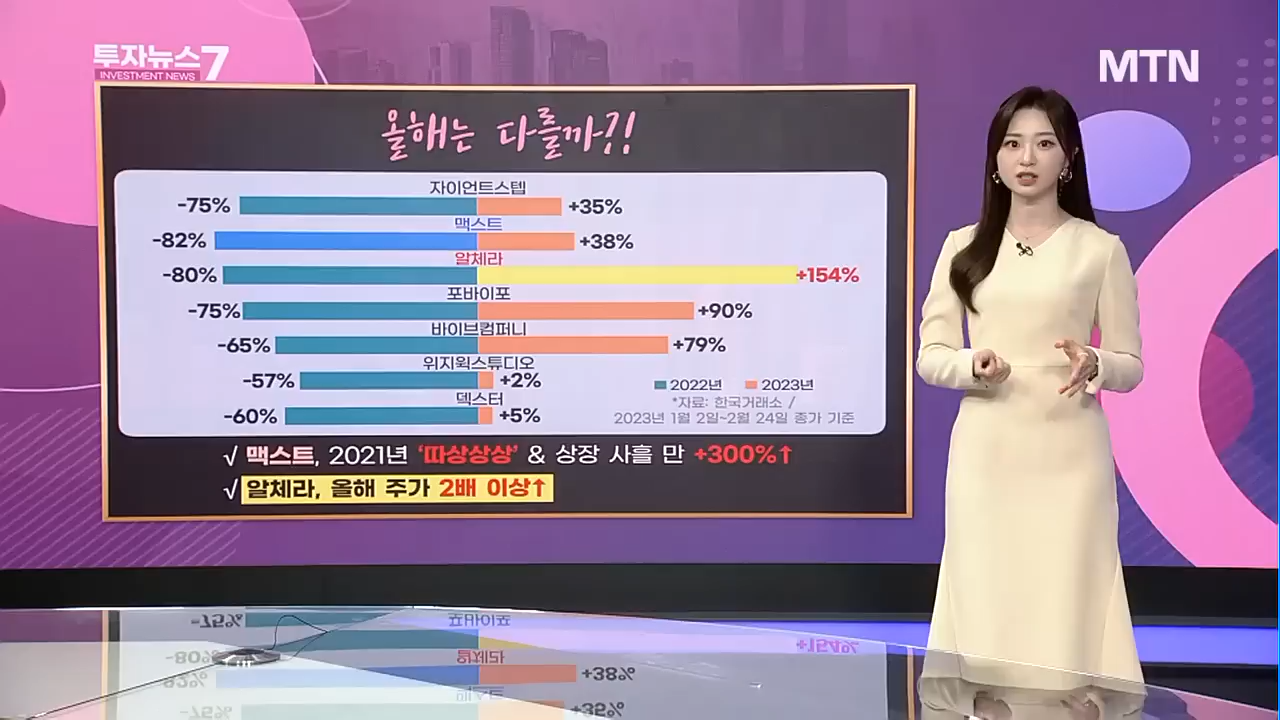 투자뉴스7
INVESTMENT NEWS
MTN
올해는 다를까?!
자이언트스텝
-75% +35%
맥스트
-82% +38%
알체라
-80% +154%
포바이포
-75% +90%
바이브컴퍼니
-65% +79%
위지윅스튜디오
-57% +2%
덱스터
-60% +5%
2022년 2023년
*자료: 한국거래소 /
2023년 1월 2일~2월 24일 종가 기준
√ 맥스트, 2021년 '따상상상' & 상장 사흘 만 +300%↑
√ 알체라, 올해 주가 2배 이상↑